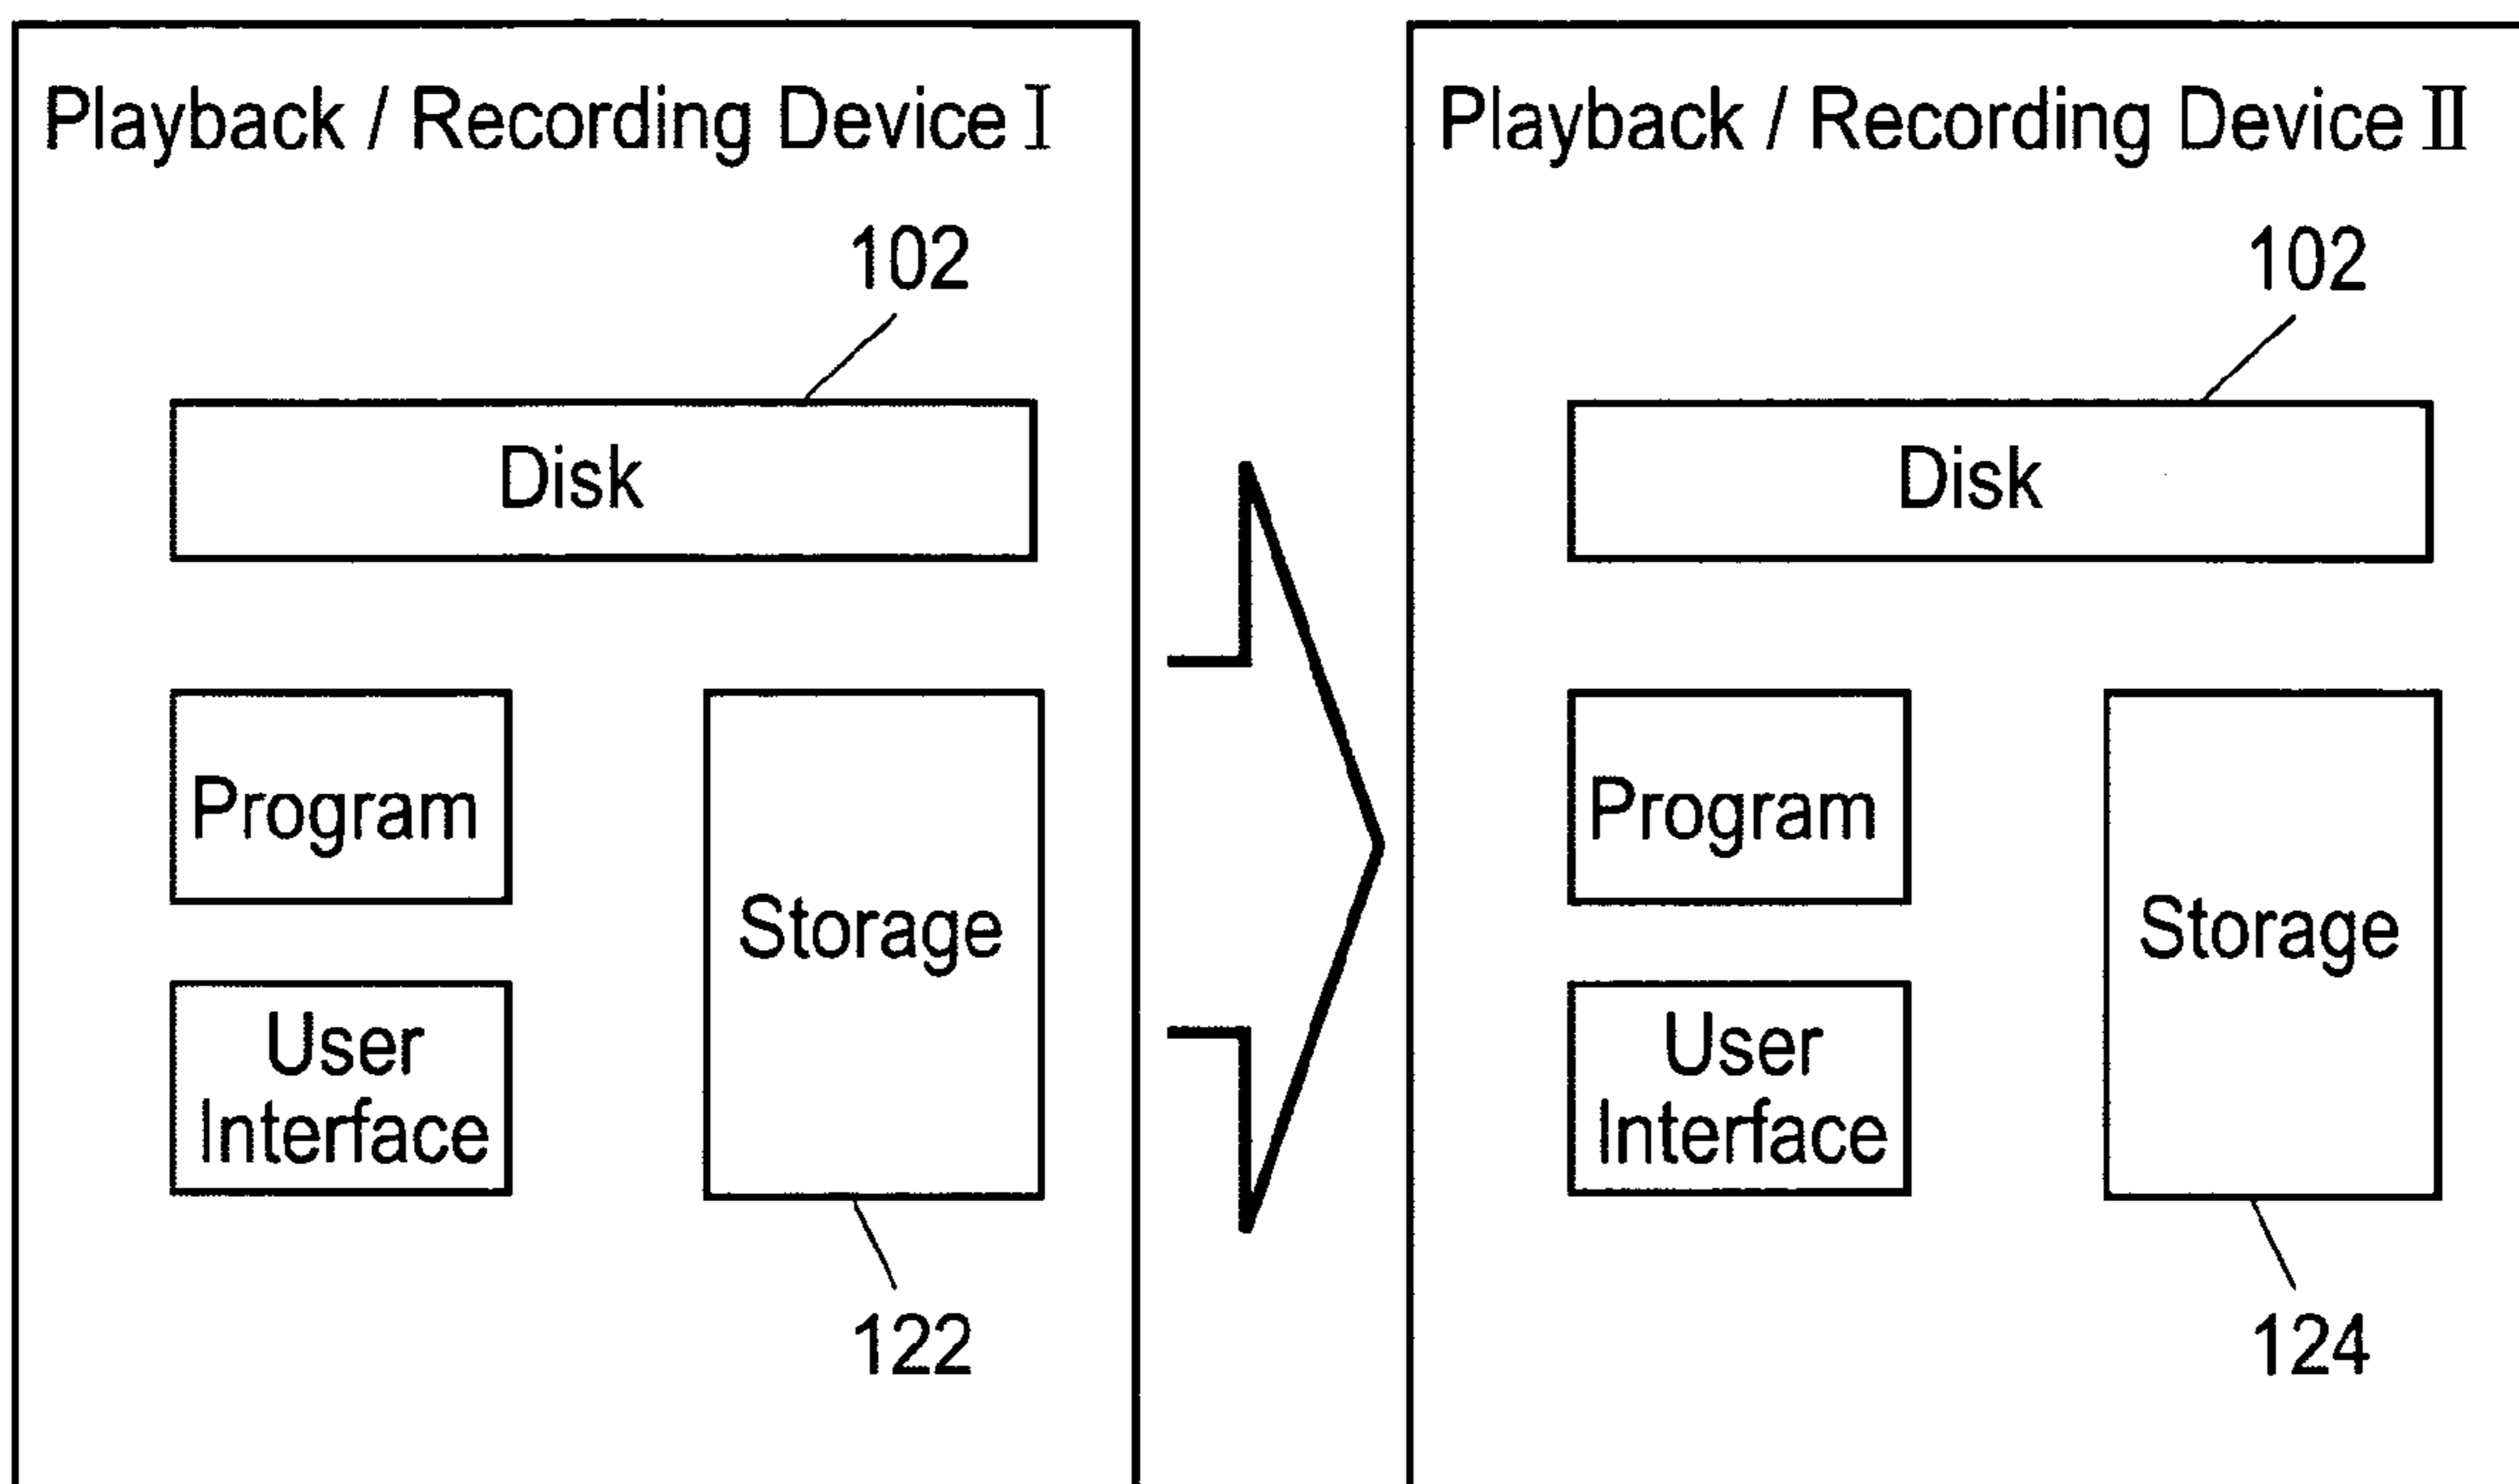 Playback / Recording Device I
102
Disk
Program
Storage
User
Interface
122
Playback / Recording Device II
102
Disk
Program
Storage
User
Interface
124